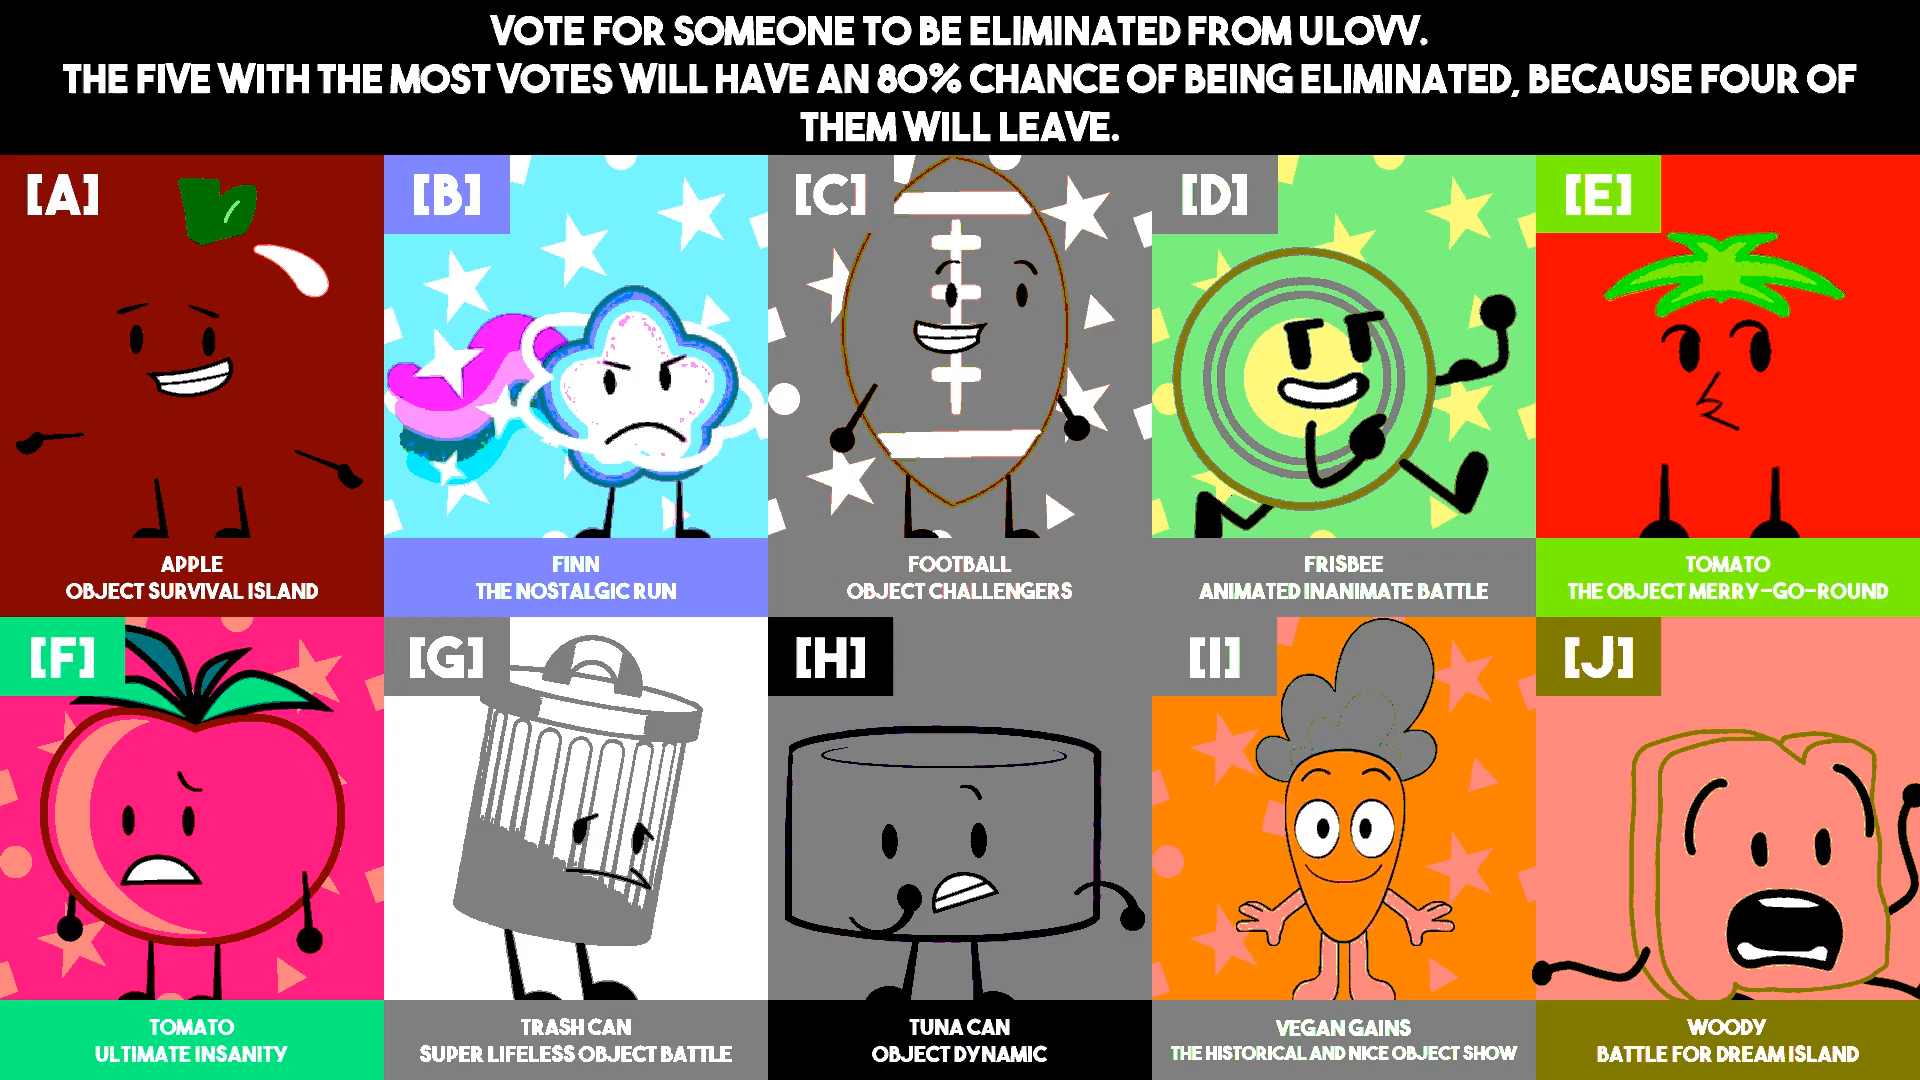 VOTE FOR SOMEONE TO BE ELIMINATED FROM ULOVV.
THE FIVE WITH THE MOST VOTES WILL HAVE AN 80% CHANCE OF BEING ELIMINATED, BECAUSE FOUR OF
THEM WILL LEAVE.
[A]
APPLE
OBJECT SURVIVAL ISLAND
[B]
FINN
THE NOSTALGIC RUN
[C]
FOOTBALL
OBJECT CHALLENGERS
[D]
FRISBEE
ANIMATED INANIMATE BATTLE
[E]
TOMATO
THE OBJECT MERRY-GO-ROUND
[F]
TOMATO
ULTIMATE INSANITY
[G]
TRASH CAN
SUPER LIFELESS OBJECT BATTLE
[H]
TUNA CAN
OBJECT DYNAMIC
[I]
VEGAN GAINS
THE HISTORICAL AND NICE OBJECT SHOW
[J]
WOODY
BATTLE FOR DREAM ISLAND